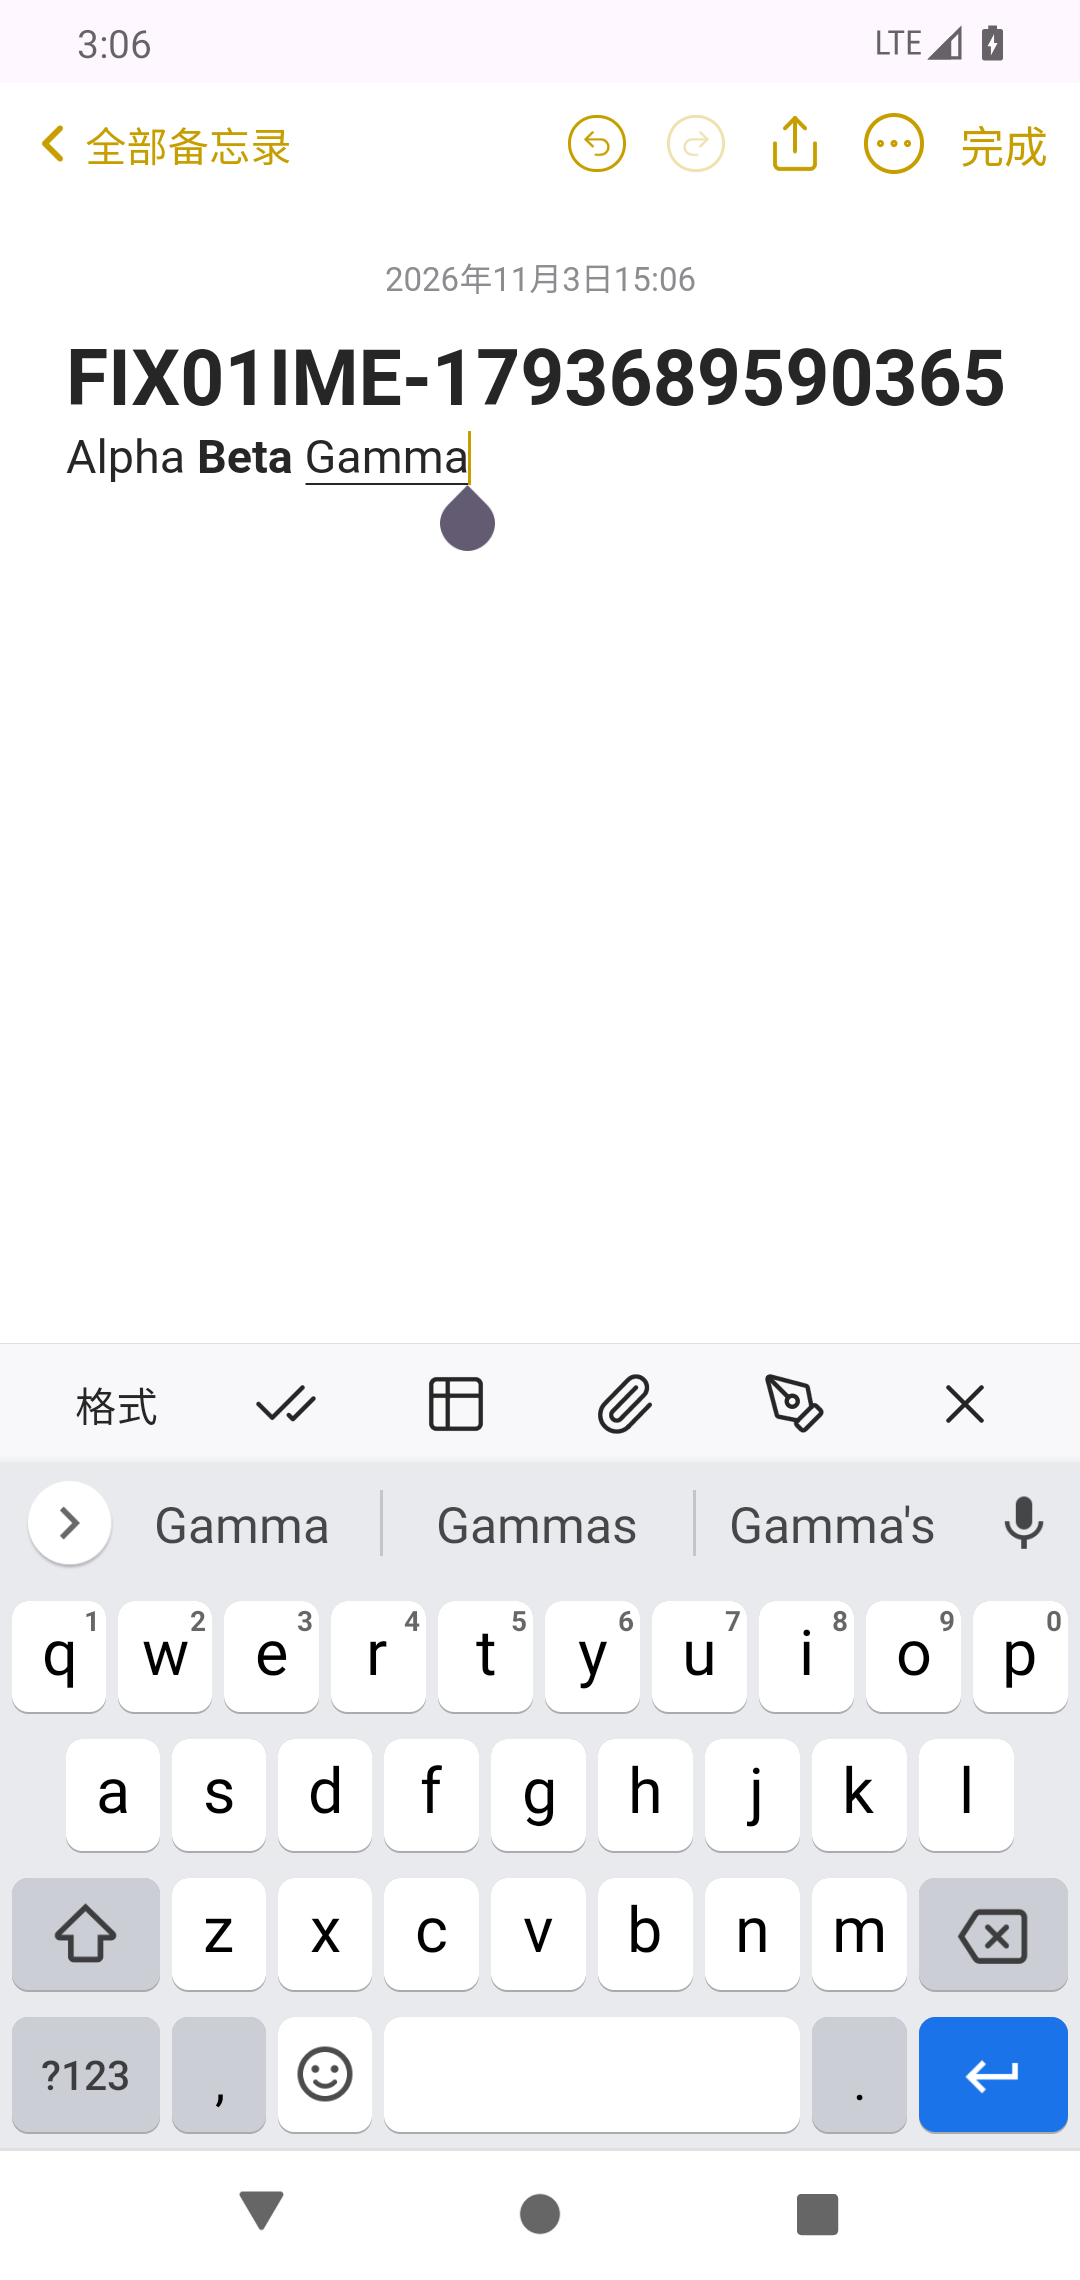 3:06 LTE
全部备忘录 完成
2026年11月3日15:06
FIX01IME-1793689590365
Alpha Beta Gamma
格式
Gamma Gammas Gamma's
q 1 w 2 e 3 r 4 t 5 y 6 u 7 i 8 o 9 p 0
a s d f g h j k l
z x c v b n m
?123 , .